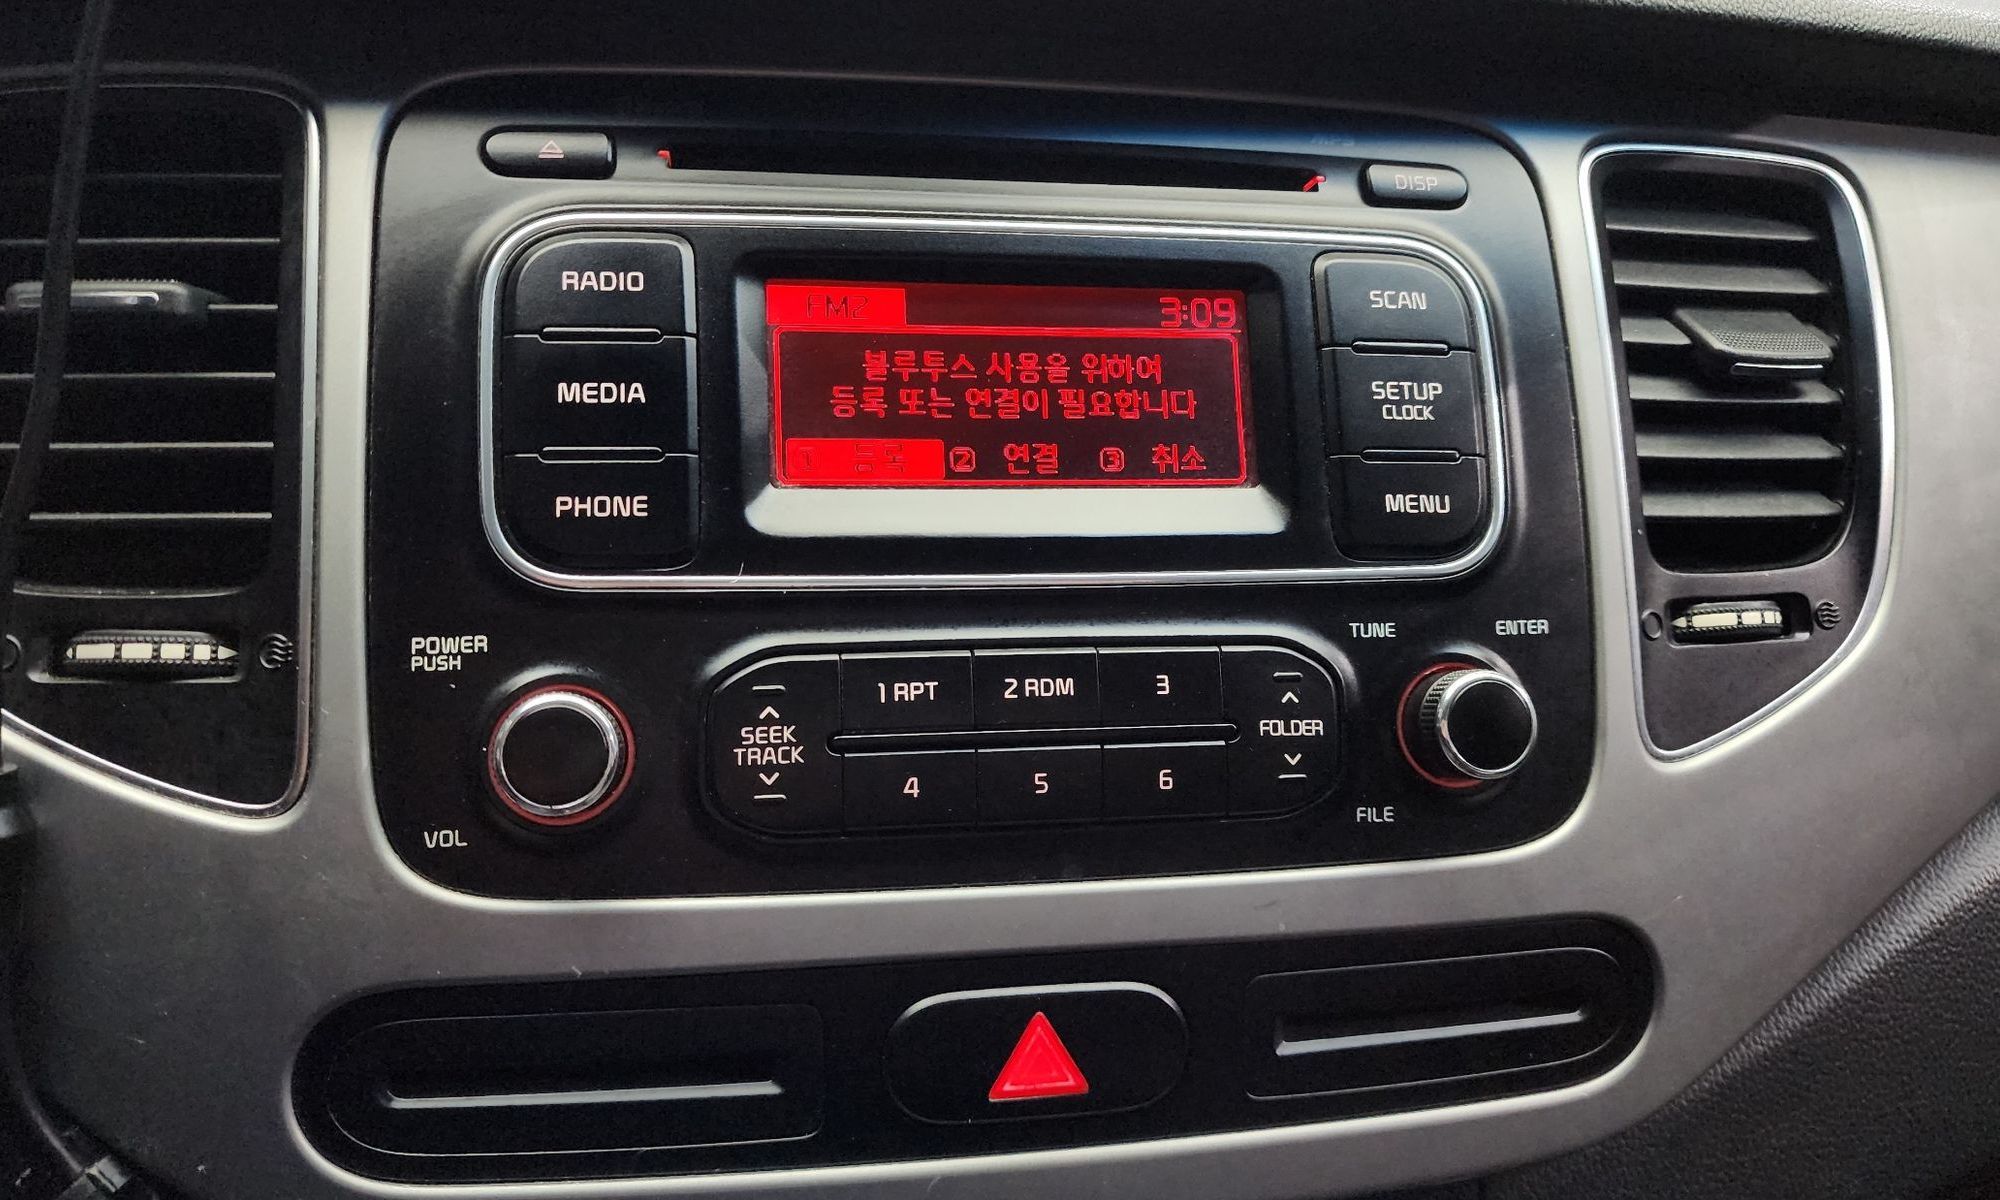 DISP
RADIO
MEDIA
PHONE
FM2 3:09
블루투스 사용을 위하여
등록 또는 연결이 필요합니다
1 등록 2 연결 3 취소
SCAN
SETUP
CLOCK
MENU
POWER
PUSH
VOL
SEEK
TRACK
1 RPT
2 RDM
3
4
5
6
FOLDER
TUNE
ENTER
FILE